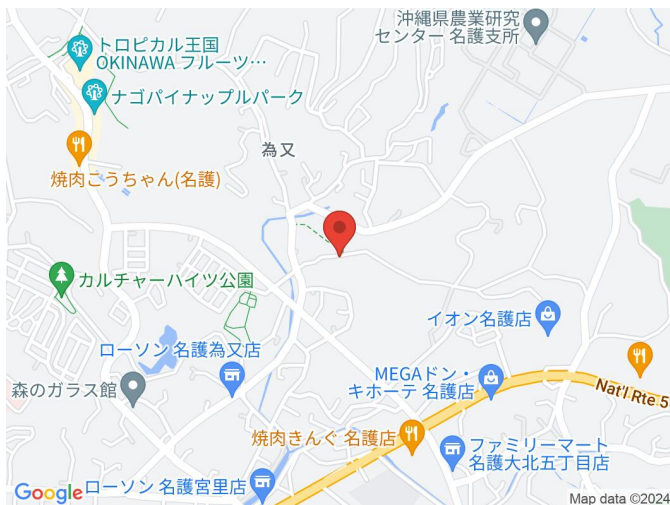 沖縄県農業研究
センター 名護支所
トロピカル王国
OKINAWA フルーツ…
ナゴパイナップルパーク
為又
焼肉こうちゃん(名護)
カルチャーハイツ公園
イオン名護店
ローソン 名護為又店
MEGAドン・
キホーテ 名護店
森のガラス館
Nat'l Rte 5
焼肉きんぐ 名護店
ファミリーマート
名護大北五丁目店
ローソン 名護宮里店
Google
Map data ©2024